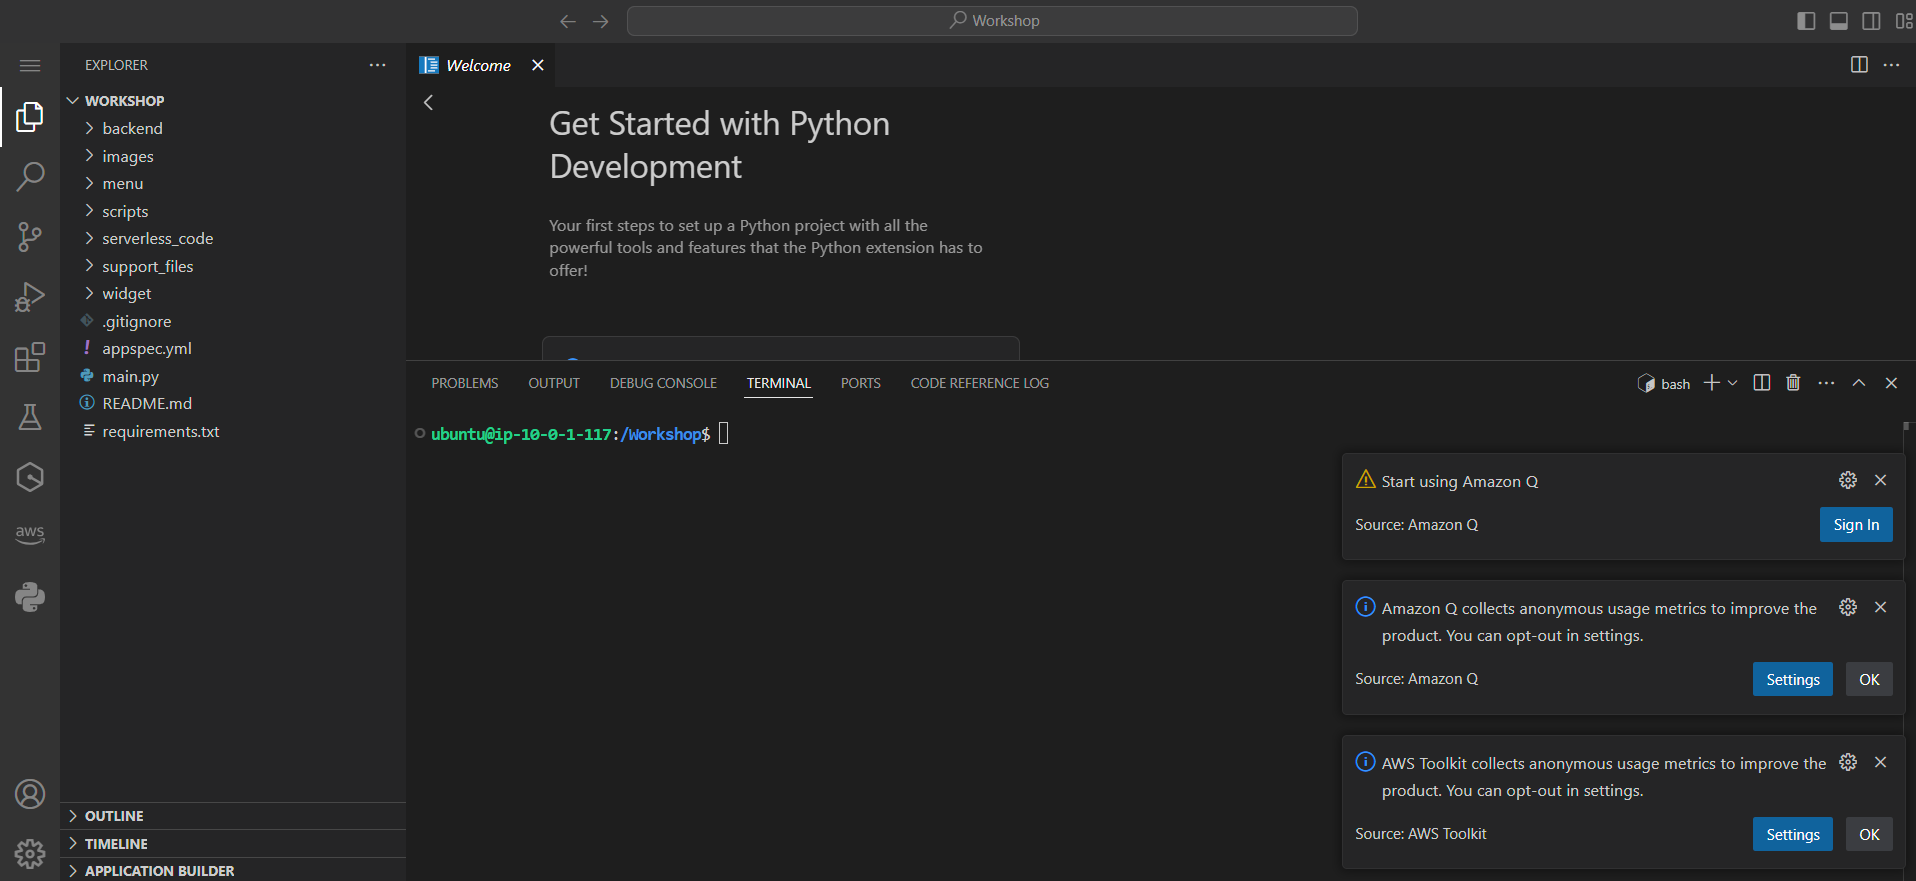 Workshop
EXPLORER
WORKSHOP
backend
images
menu
scripts
serverless_code
support_files
widget
.gitignore
appspec.yml
main.py
README.md
requirements.txt
aws
OUTLINE
TIMELINE
APPLICATION BUILDER
Welcome
Get Started with Python
Development
Your first steps to set up a Python project with all the
powerful tools and features that the Python extension has to
offer!
PROBLEMS OUTPUT DEBUG CONSOLE TERMINAL PORTS CODE REFERENCE LOG
bash
ubuntu@ip-10-0-1-117:/Workshop$
Start using Amazon Q
Source: Amazon Q
Sign In
Amazon Q collects anonymous usage metrics to improve the
product. You can opt-out in settings.
Source: Amazon Q
Settings OK
AWS Toolkit collects anonymous usage metrics to improve the
product. You can opt-out in settings.
Source: AWS Toolkit
Settings OK